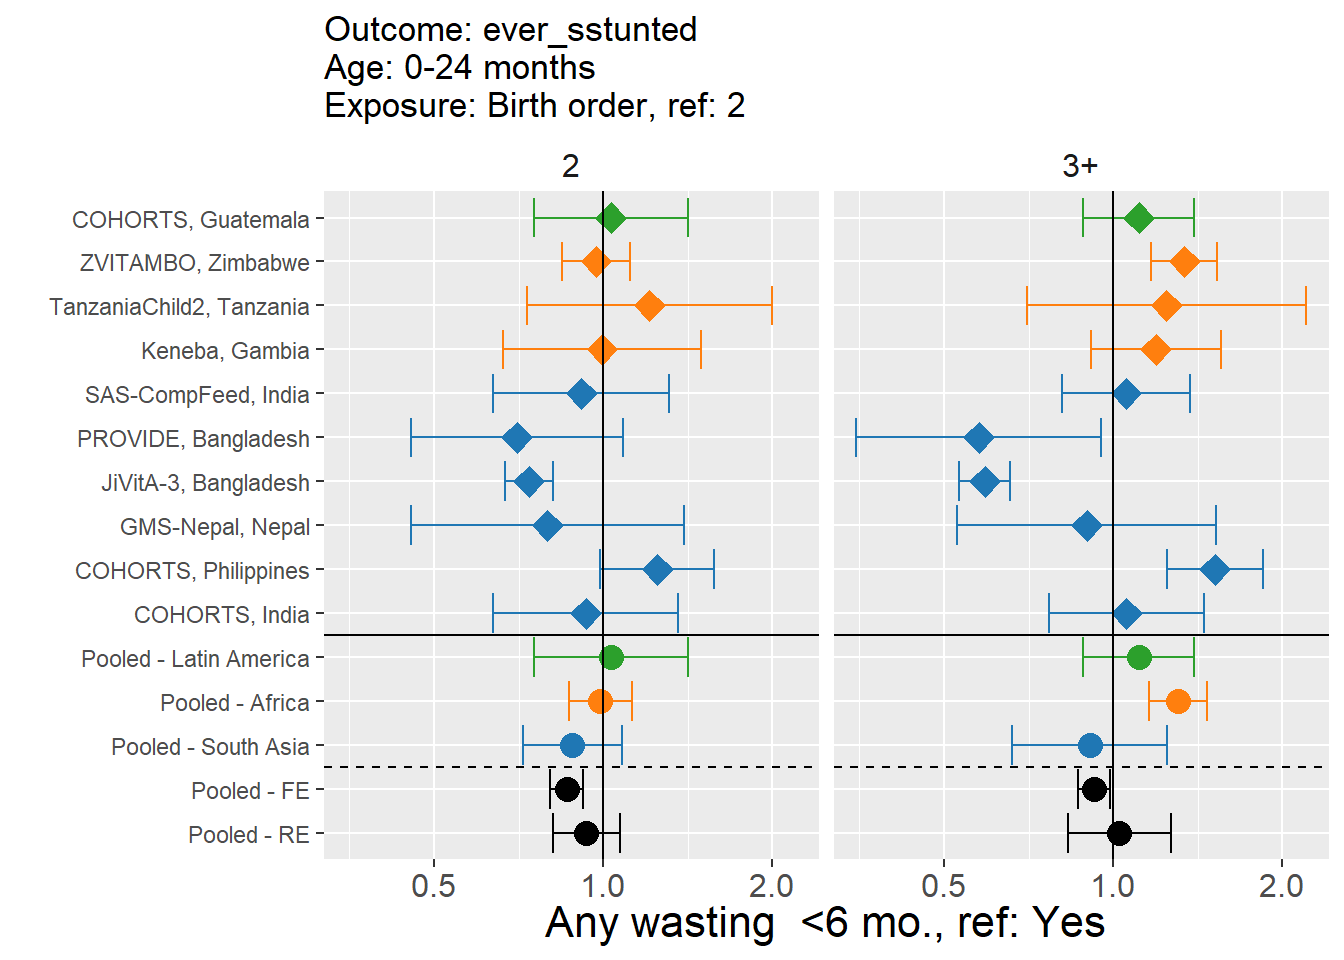 Outcome: ever_sstunted
Age: 0-24 months
Exposure: Birth order, ref: 2
2
3+
COHORTS, Guatemala
ZVITAMBO, Zimbabwe
TanzaniaChild2, Tanzania
Keneba, Gambia
SAS-CompFeed, India
PROVIDE, Bangladesh
JiVitA-3, Bangladesh
GMS-Nepal, Nepal
COHORTS, Philippines
COHORTS, India
Pooled - Latin America
Pooled - Africa
Pooled - South Asia
Pooled - FE
Pooled - RE
0.5 1.0 2.0 0.5 1.0 2.0
Any wasting  <6 mo., ref: Yes